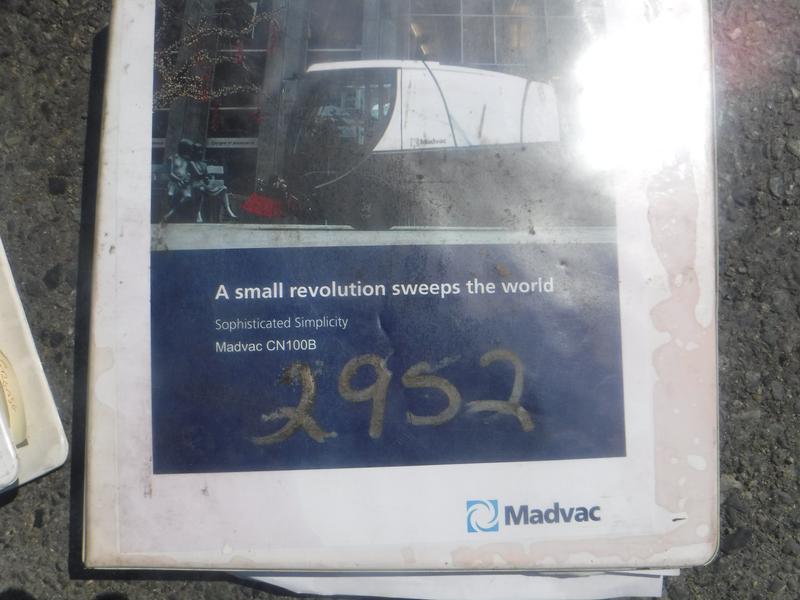 Madvac
A small revolution sweeps the world
Sophisticated Simplicity
Madvac CN100B
2952
Madvac